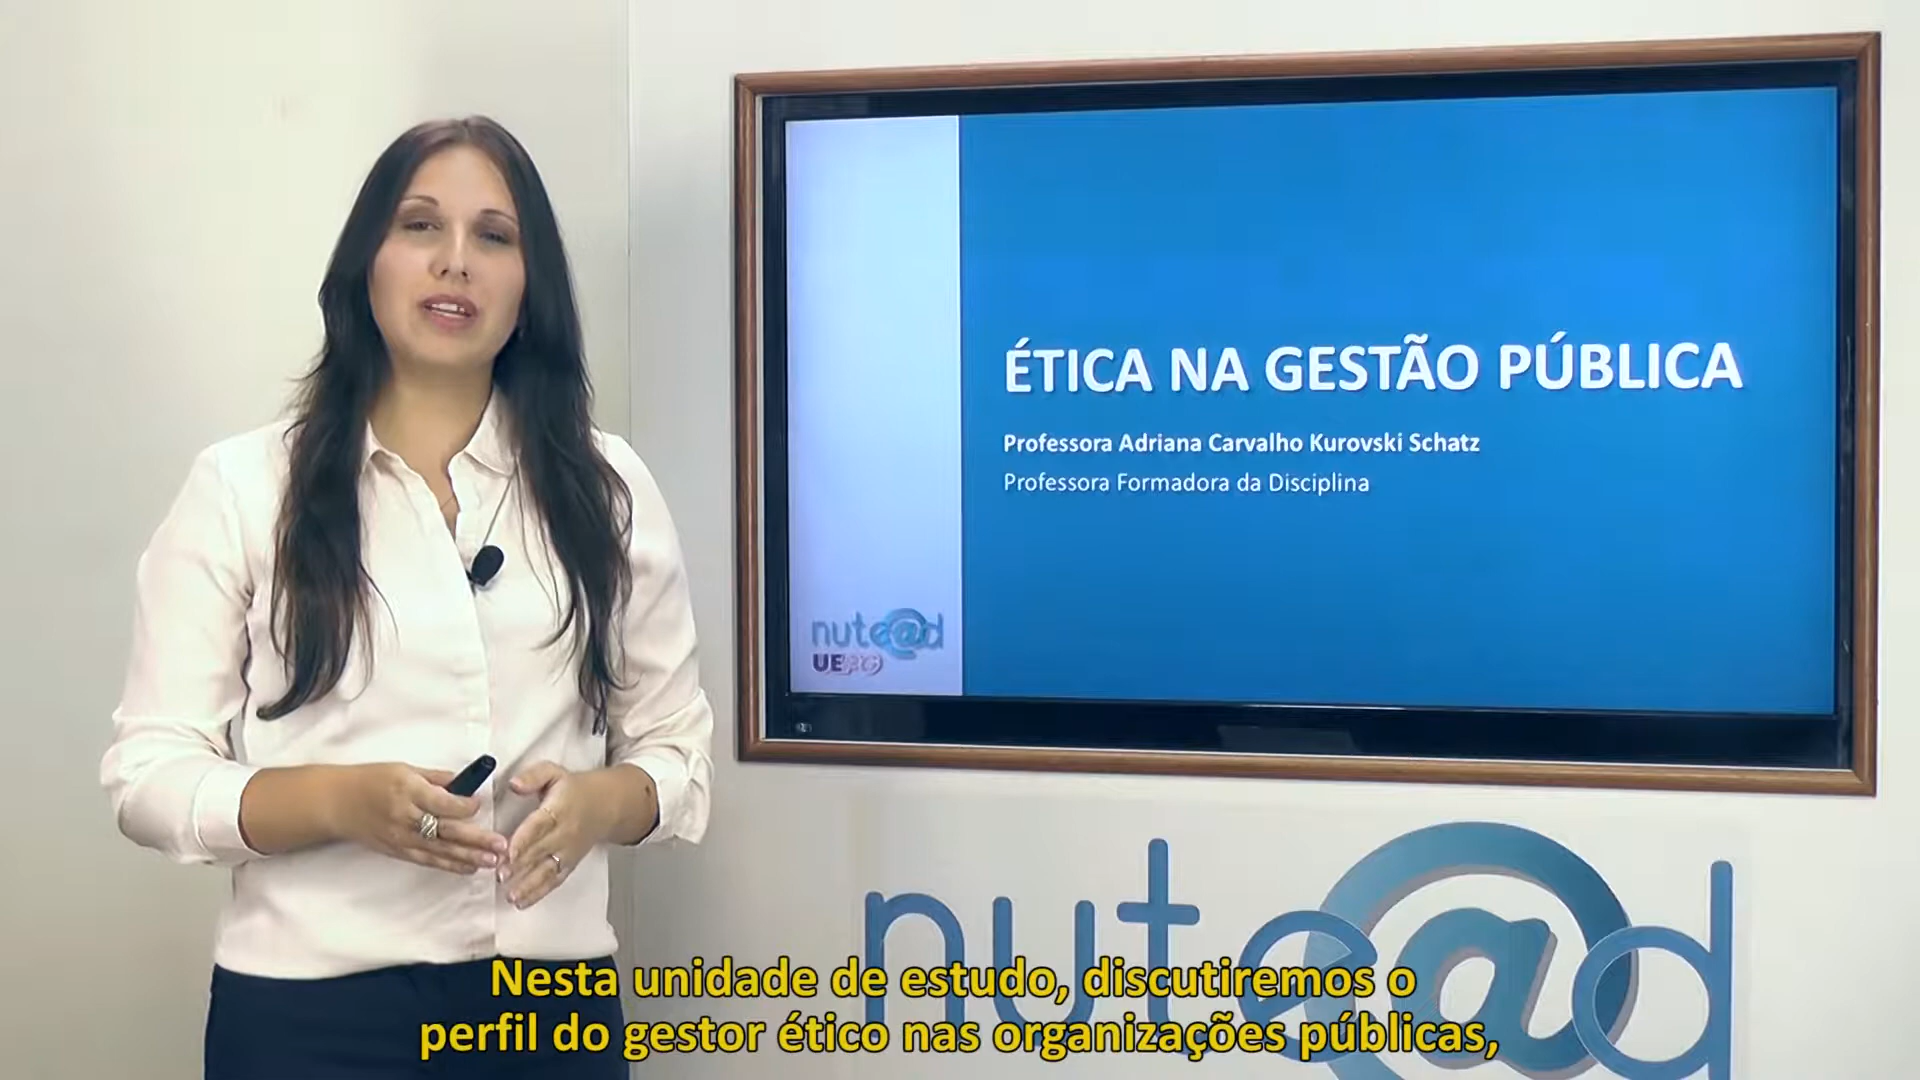 ÉTICA NA GESTÃO PÚBLICA
Professora Adriana Carvalho Kurovski Schatz
Professora Formadora da Disciplina
nute@d
UEPG
nute@d
Nesta unidade de estudo, discutiremos o
perfil do gestor ético nas organizações públicas,